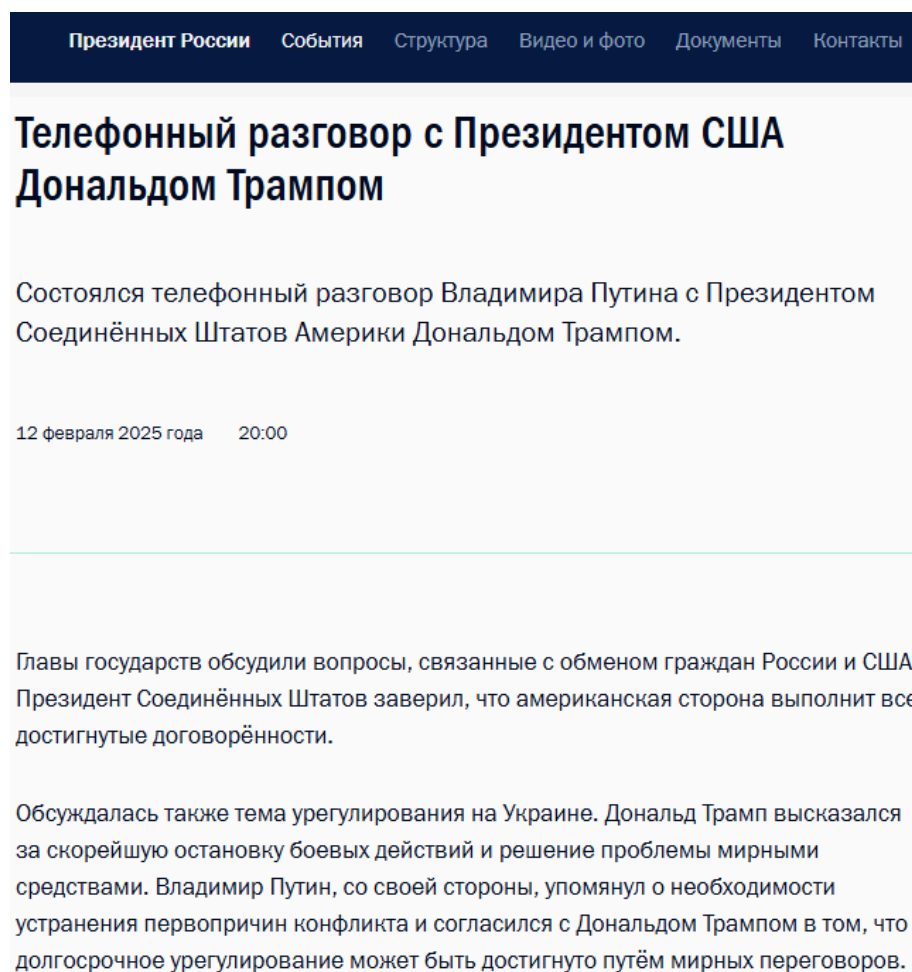 Президент России События Структура Видео и фото Документы Контакты
Телефонный разговор с Президентом США
Дональдом Трампом
Состоялся телефонный разговор Владимира Путина с Президентом
Соединённых Штатов Америки Дональдом Трампом.
12 февраля 2025 года 20:00
Главы государств обсудили вопросы, связанные с обменом граждан России и США
Президент Соединённых Штатов заверил, что американская сторона выполнит все
достигнутые договорённости.
Обсуждалась также тема урегулирования на Украине. Дональд Трамп высказался
за скорейшую остановку боевых действий и решение проблемы мирными
средствами. Владимир Путин, со своей стороны, упомянул о необходимости
устранения первопричин конфликта и согласился с Дональдом Трампом в том, что
долгосрочное урегулирование может быть достигнуто путём мирных переговоров.